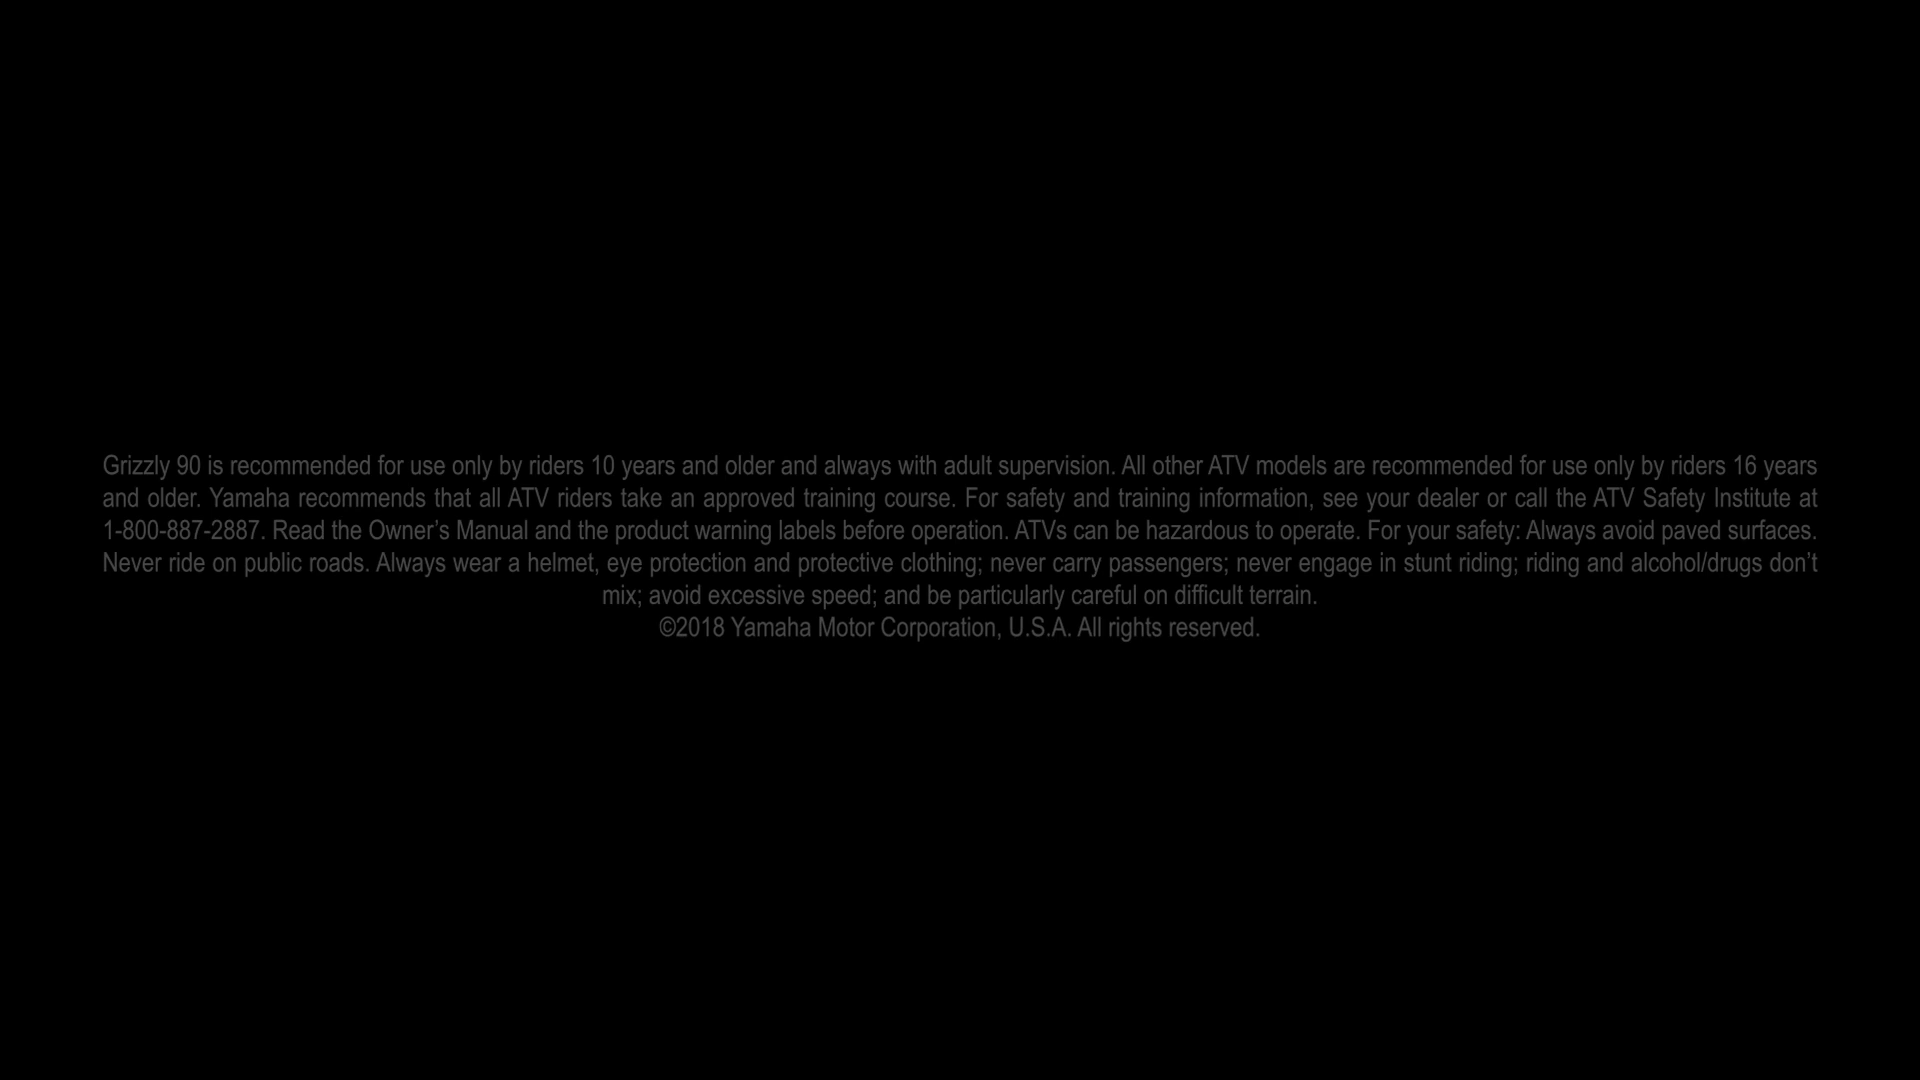 Grizzly 90 is recommended for use only by riders 10 years and older and always with adult supervision. All other ATV models are recommended for use only by riders 16 years
and older. Yamaha recommends that all ATV riders take an approved training course. For safety and training information, see your dealer or call the ATV Safety Institute at
1-800-887-2887. Read the Owner’s Manual and the product warning labels before operation. ATVs can be hazardous to operate. For your safety: Always avoid paved surfaces.
Never ride on public roads. Always wear a helmet, eye protection and protective clothing; never carry passengers; never engage in stunt riding; riding and alcohol/drugs don’t
mix; avoid excessive speed; and be particularly careful on difficult terrain.
©2018 Yamaha Motor Corporation, U.S.A. All rights reserved.